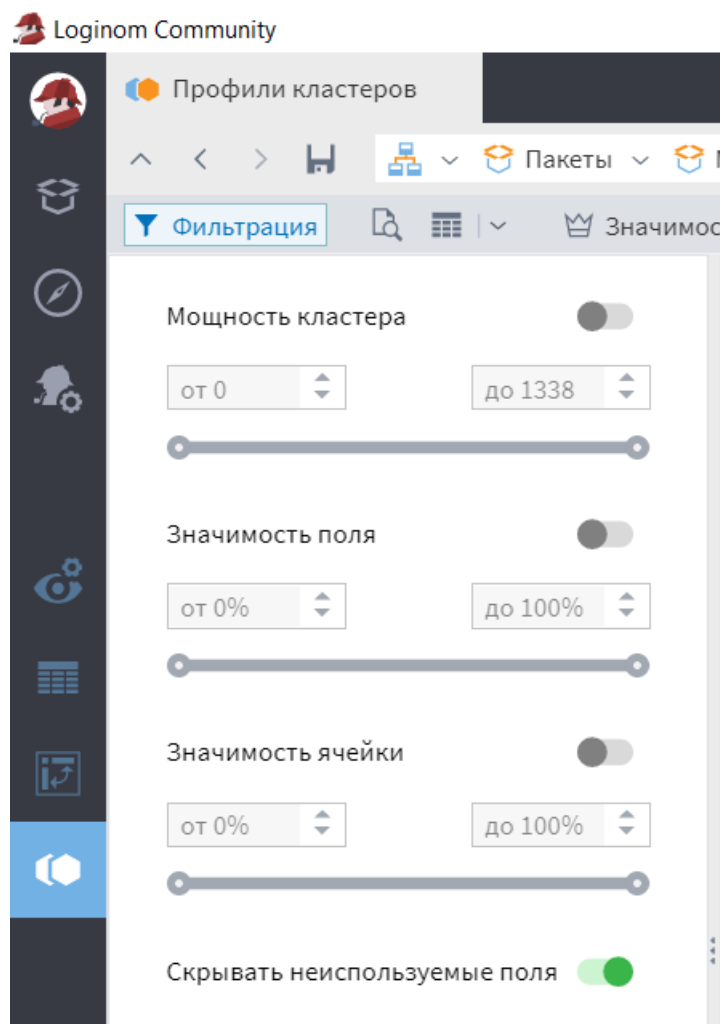 Loginom Community
Профили кластеров
Пакеты
Фильтрация
Мощность кластера
от 0 до 1338
Значимость поля
от 0% до 100%
Значимость ячейки
от 0% до 100%
Скрывать неиспользуемые поля